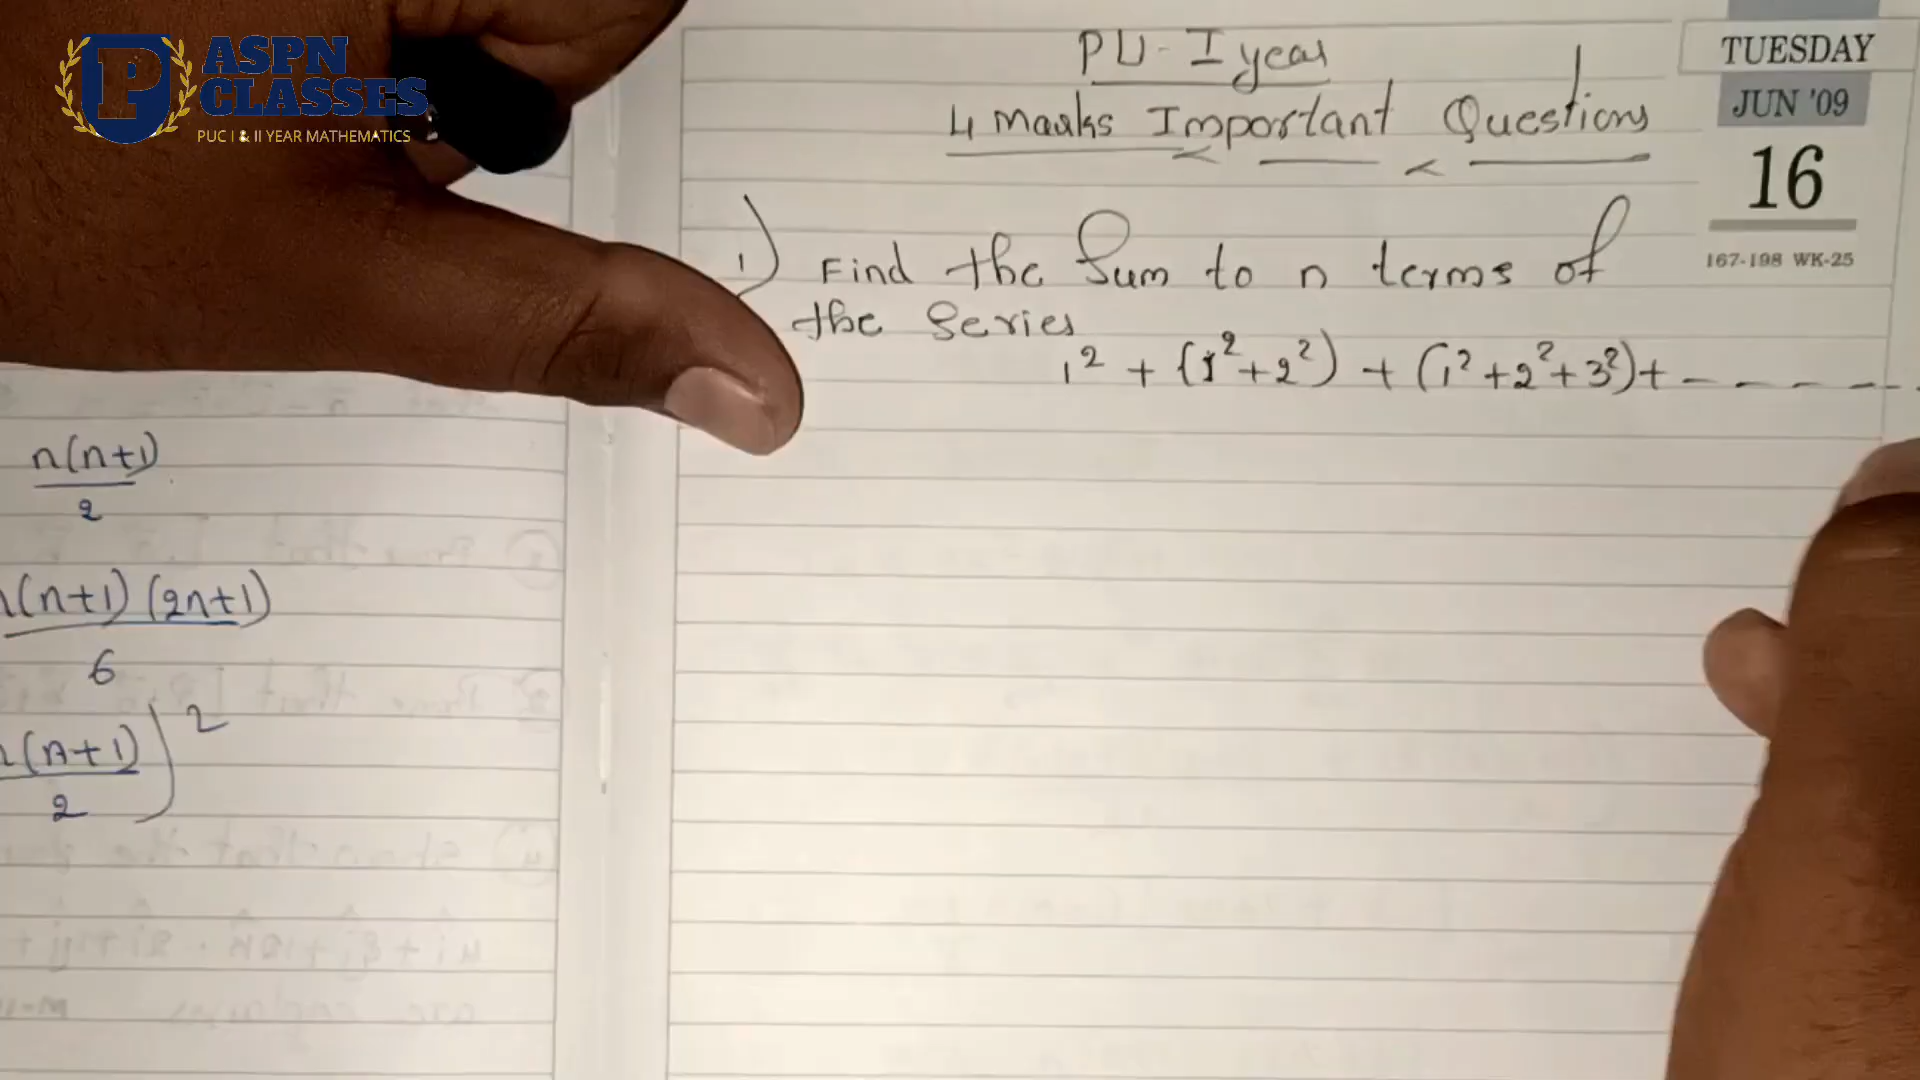 P
ASPN
CLASSES
PUC I & II YEAR MATHEMATICS
TUESDAY
JUN '09
16
167-198 WK-25
PU - I year
4 Marks Important Questions
1) Find the Sum to n terms of
the Series
1² + (1²+2²) + (1²+2²+3²)+ - - - - -
n(n+1)
2
n(n+1) (2n+1)
6
n(n+1))²
2